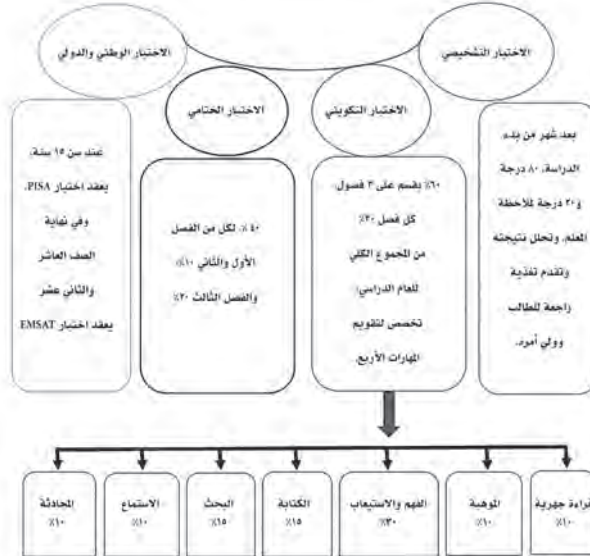 الاختبار التشخيصي
الاختبار التكويني
الاختبار الختامي
الاختبار الوطني والدولي
بعد شهر من بدء
الدراسة، ٨٠ درجة
و٢٠ درجة لملاحظة
المعلم، وتحلل نتيجته
وتقدم تغذية
راجعة للطالب
وولي أمره.
٦٠٪ يقسم على ٣ فصول،
كل فصل ٢٠٪
من المجموع الكلي
للعام الدراسي؛
تخصص لتقويم
المهارات الأربع.
٤٠٪، لكل من الفصل
الأول والثاني ١٠٪،
والفصل الثالث ٢٠٪
عند سن ١٥ سنة،
يعقد اختبار PISA،
وفي نهاية
الصف العاشر
والثاني عشر
يعقد اختبار EMSAT
قراءة جهرية
١٠٪
الموهبة
١٠٪
الفهم والاستيعاب
٣٠٪
الكتابة
١٥٪
البحث
١٥٪
الاستماع
١٠٪
المحادثة
١٠٪